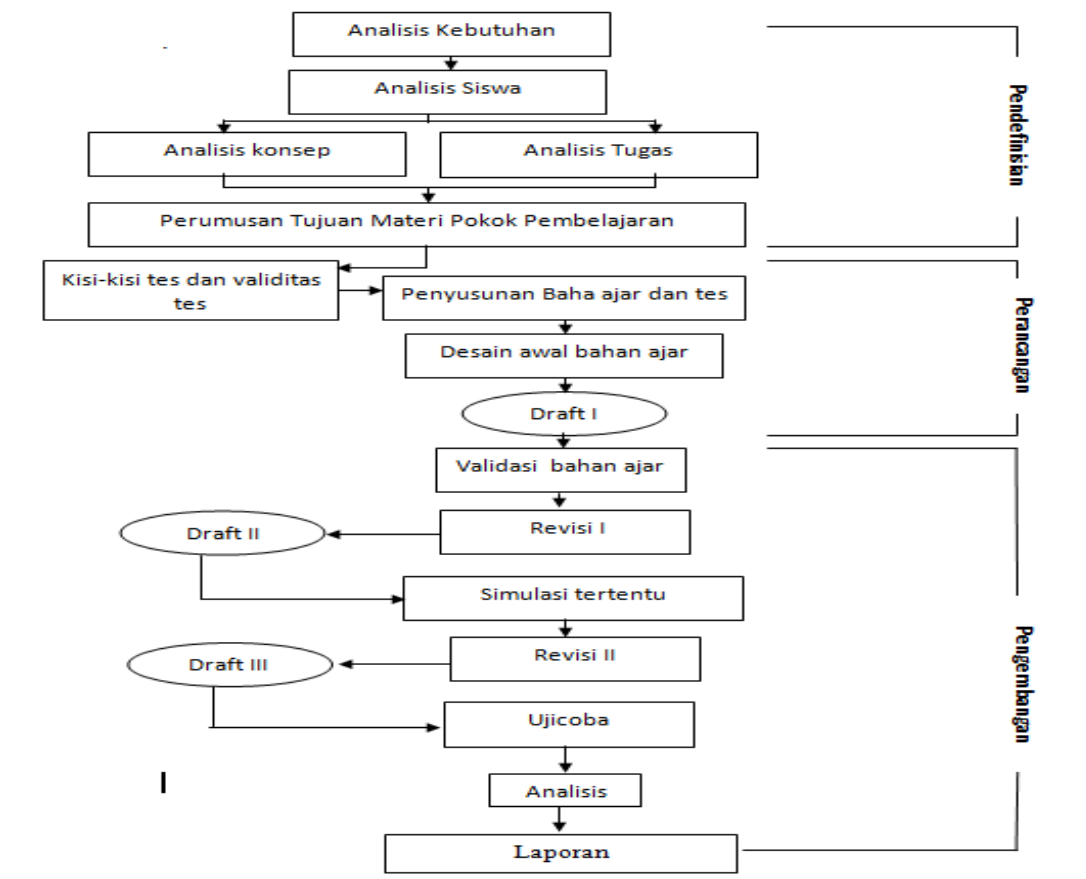 Analisis Kebutuhan
Analisis Siswa
Analisis konsep
Analisis Tugas
Perumusan Tujuan Materi Pokok Pembelajaran
Pendefinisian
Kisi-kisi tes dan validitas
tes
Penyusunan Baha ajar dan tes
Desain awal bahan ajar
Draft I
Perancangan
Validasi bahan ajar
Revisi I
Draft II
Simulasi tertentu
Revisi II
Draft III
Ujicoba
Analisis
Laporan
Pengembangan